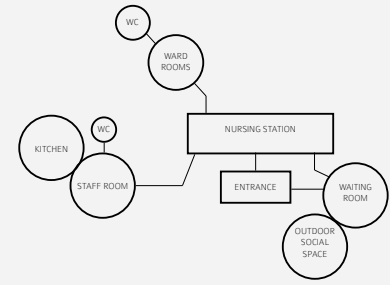 WC
WARD
ROOMS
NURSING STATION
WC
KITCHEN
STAFF ROOM
ENTRANCE
WAITING
ROOM
OUTDOOR
SOCIAL
SPACE